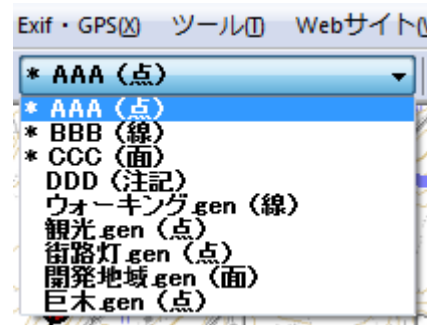 Exif・GPS(X) ツール(T) Webサイト(
* AAA（点）
* AAA（点）
* BBB（線）
* CCC（面）
DDD（注記）
ウォーキング.gen（線）
観光.gen（点）
街路灯.gen（点）
開発地域.gen（面）
巨木.gen（点）